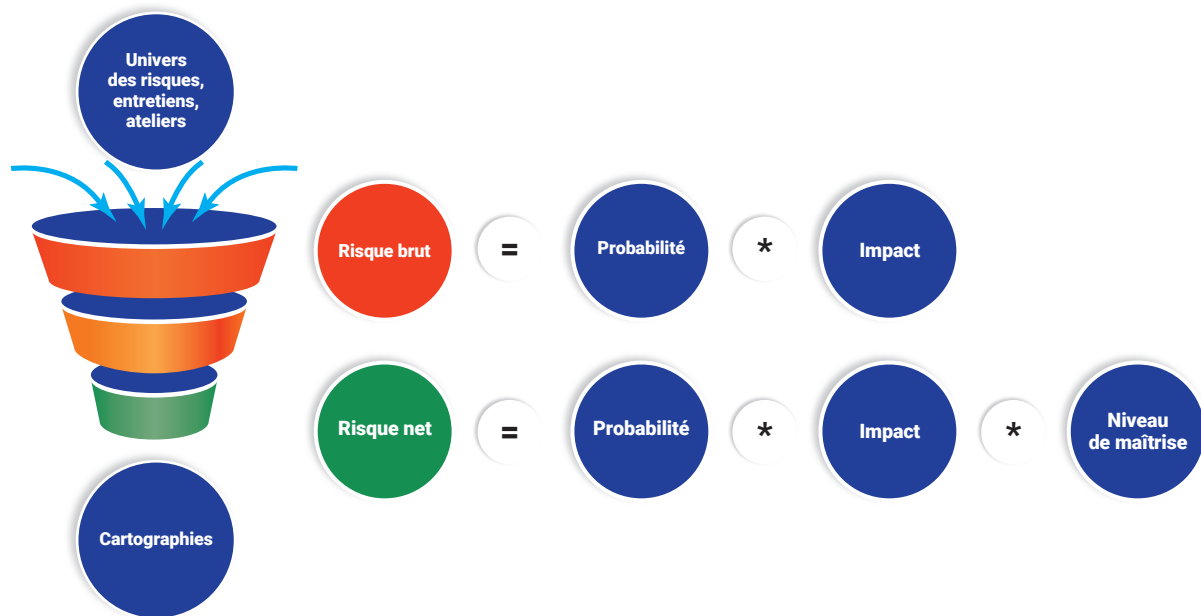 Univers
des risques,
entretiens,
ateliers
Risque brut = Probabilité * Impact
Risque net = Probabilité * Impact * Niveau
de maîtrise
Cartographies